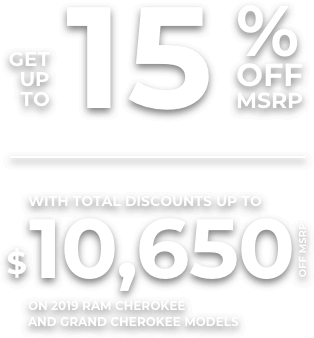 GET UP TO 15% OFF MSRP
WITH TOTAL DISCOUNTS UP TO
$10,650 OFF MSRP
ON 2019 RAM CHEROKEE
AND GRAND CHEROKEE MODELS